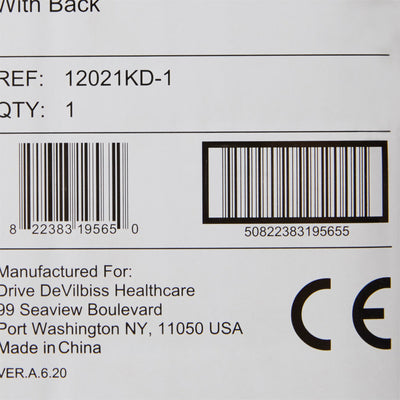 With Back
REF: 12021KD-1
QTY: 1
8 22383 19565 0
50822383195655
Manufactured For:
Drive DeVilbiss Healthcare
99 Seaview Boulevard
Port Washington NY, 11050 USA
Made in China
VER.A.6.20
CE